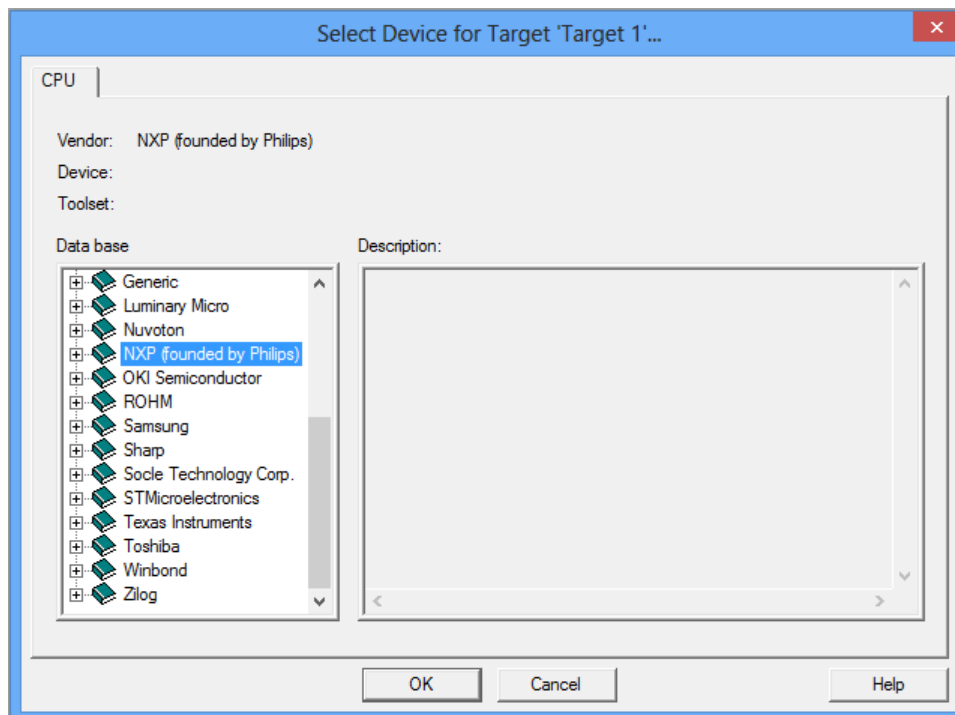 Select Device for Target 'Target 1'...
CPU
Vendor: NXP (founded by Philips)
Device:
Toolset:
Data base
Description:
Generic
Luminary Micro
Nuvoton
NXP (founded by Philips)
OKI Semiconductor
ROHM
Samsung
Sharp
Socle Technology Corp.
STMicroelectronics
Texas Instruments
Toshiba
Winbond
Zilog
OK Cancel Help